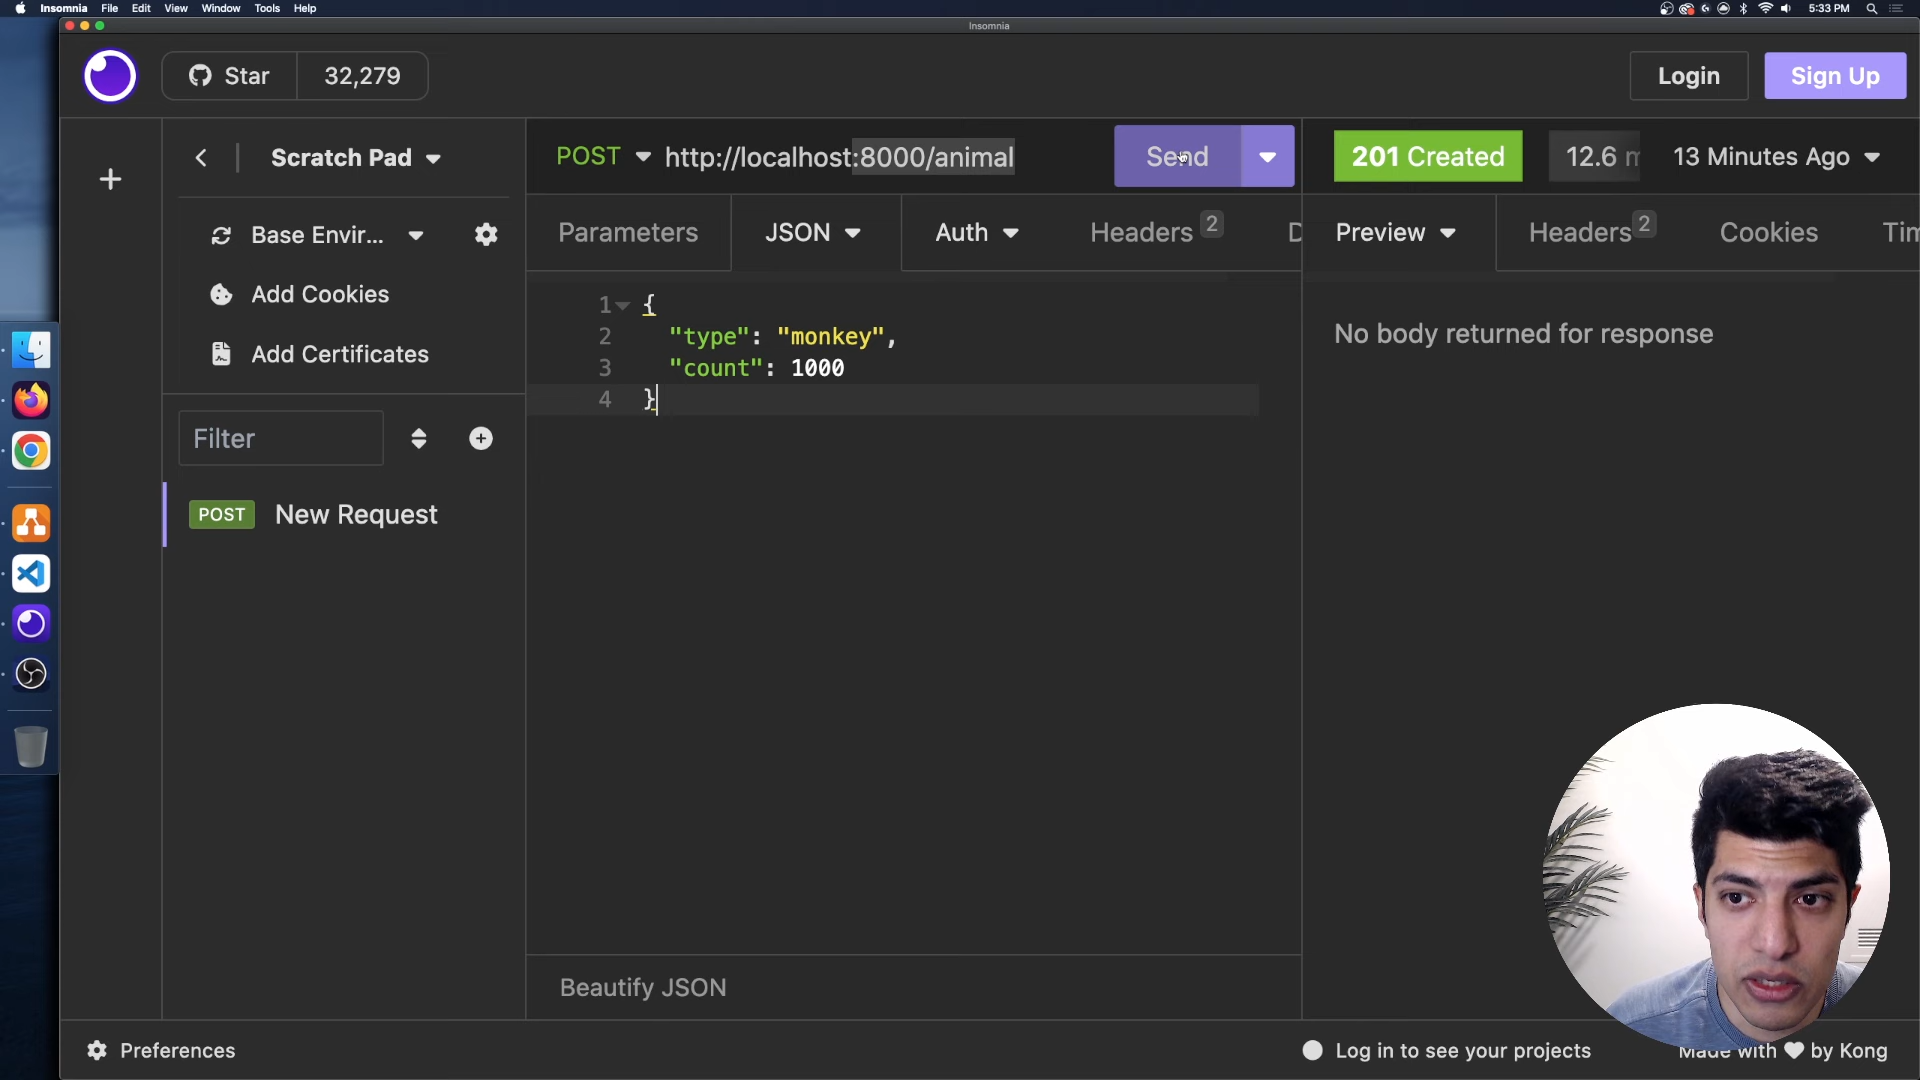 Insomnia File Edit View Window Tools Help
5:33 PM
Insomnia
Star 32,279
Login
Sign Up
Scratch Pad
POST http://localhost:8000/animal
Send
201 Created
12.6 m
13 Minutes Ago
Base Envir...
Add Cookies
Add Certificates
Parameters
JSON
Auth
Headers 2
D
Preview
Headers 2
Cookies
Tim
1 {
2 "type": "monkey",
3 "count": 1000
4 }
No body returned for response
Filter
POST New Request
Beautify JSON
Preferences
Log in to see your projects
Made with by Kong